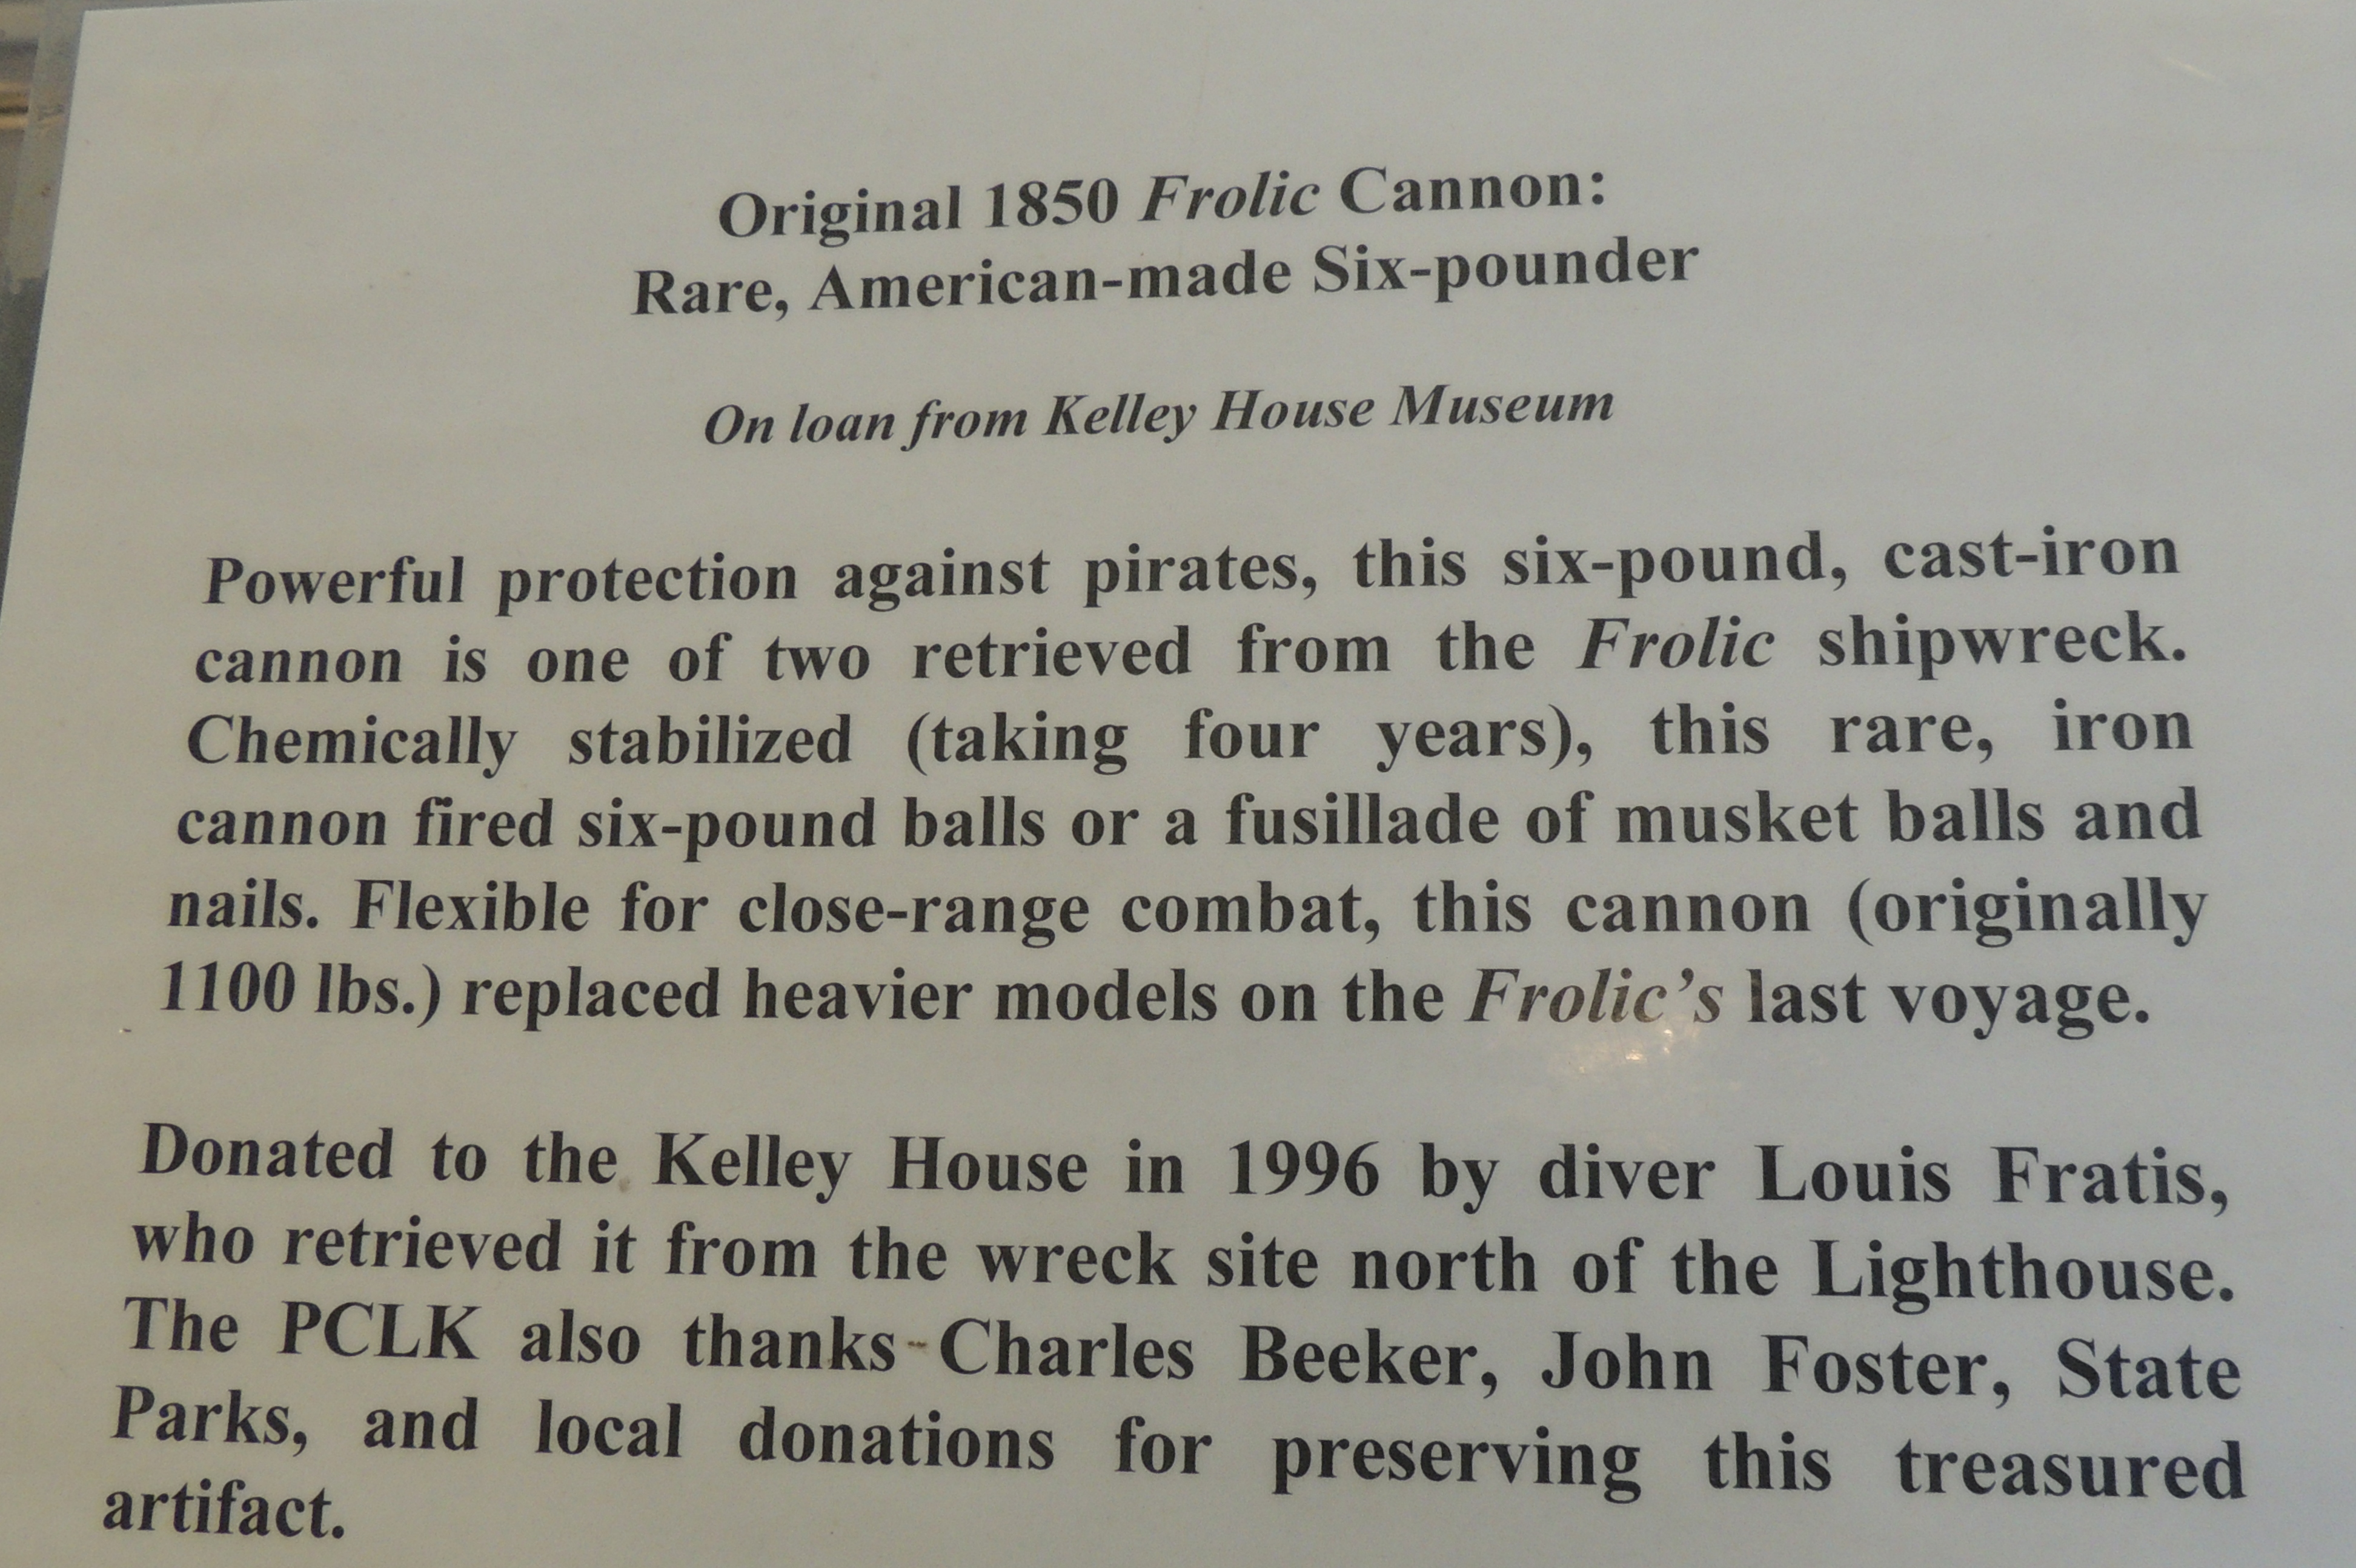 Original 1850 Frolic Cannon:
Rare, American-made Six-pounder
On loan from Kelley House Museum
Powerful protection against pirates, this six-pound, cast-iron
cannon is one of two retrieved from the Frolic shipwreck.
Chemically stabilized (taking four years), this rare, iron
cannon fired six-pound balls or a fusillade of musket balls and
nails. Flexible for close-range combat, this cannon (originally
1100 lbs.) replaced heavier models on the Frolic’s last voyage.
Donated to the Kelley House in 1996 by diver Louis Fratis,
who retrieved it from the wreck site north of the Lighthouse.
The PCLK also thanks Charles Beeker, John Foster, State
Parks, and local donations for preserving this treasured
artifact.